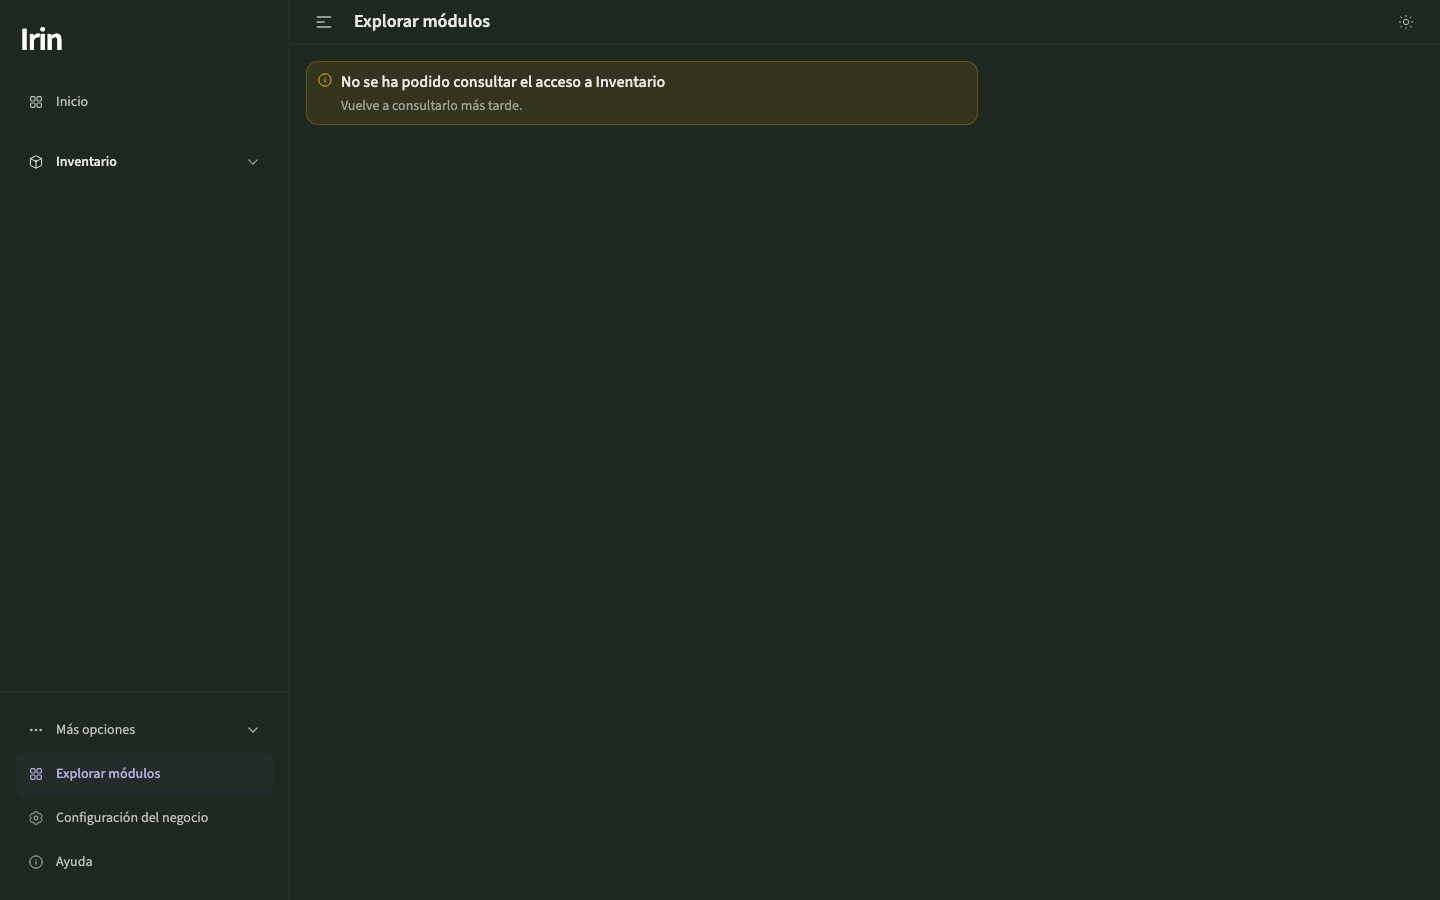 Irin
Inicio
Inventario
Más opciones
Explorar módulos
Configuración del negocio
Ayuda
Explorar módulos
No se ha podido consultar el acceso a Inventario
Vuelve a consultarlo más tarde.